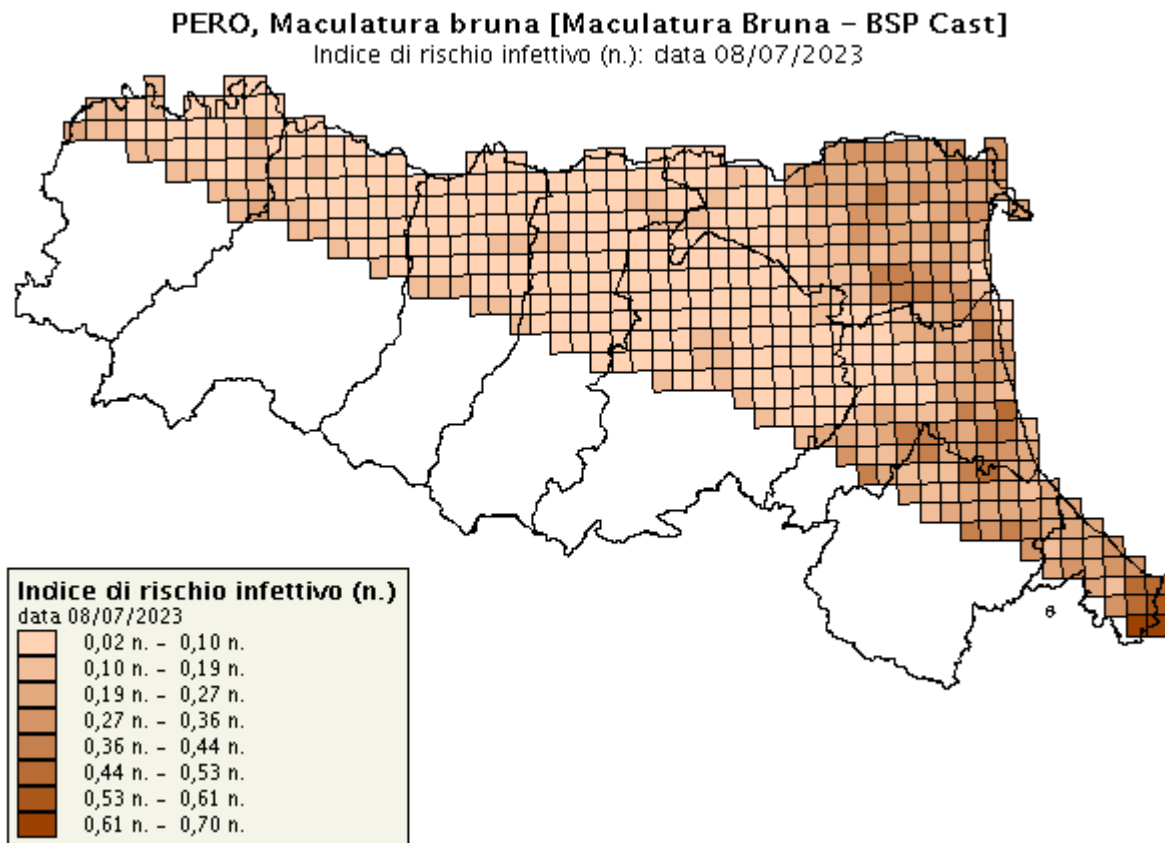 PERO, Maculatura bruna [Maculatura Bruna – BSP Cast]
Indice di rischio infettivo (n.): data 08/07/2023
Indice di rischio infettivo (n.)
data 08/07/2023
0,02 n. – 0,10 n.
0,10 n. – 0,19 n.
0,19 n. – 0,27 n.
0,27 n. – 0,36 n.
0,36 n. – 0,44 n.
0,44 n. – 0,53 n.
0,53 n. – 0,61 n.
0,61 n. – 0,70 n.